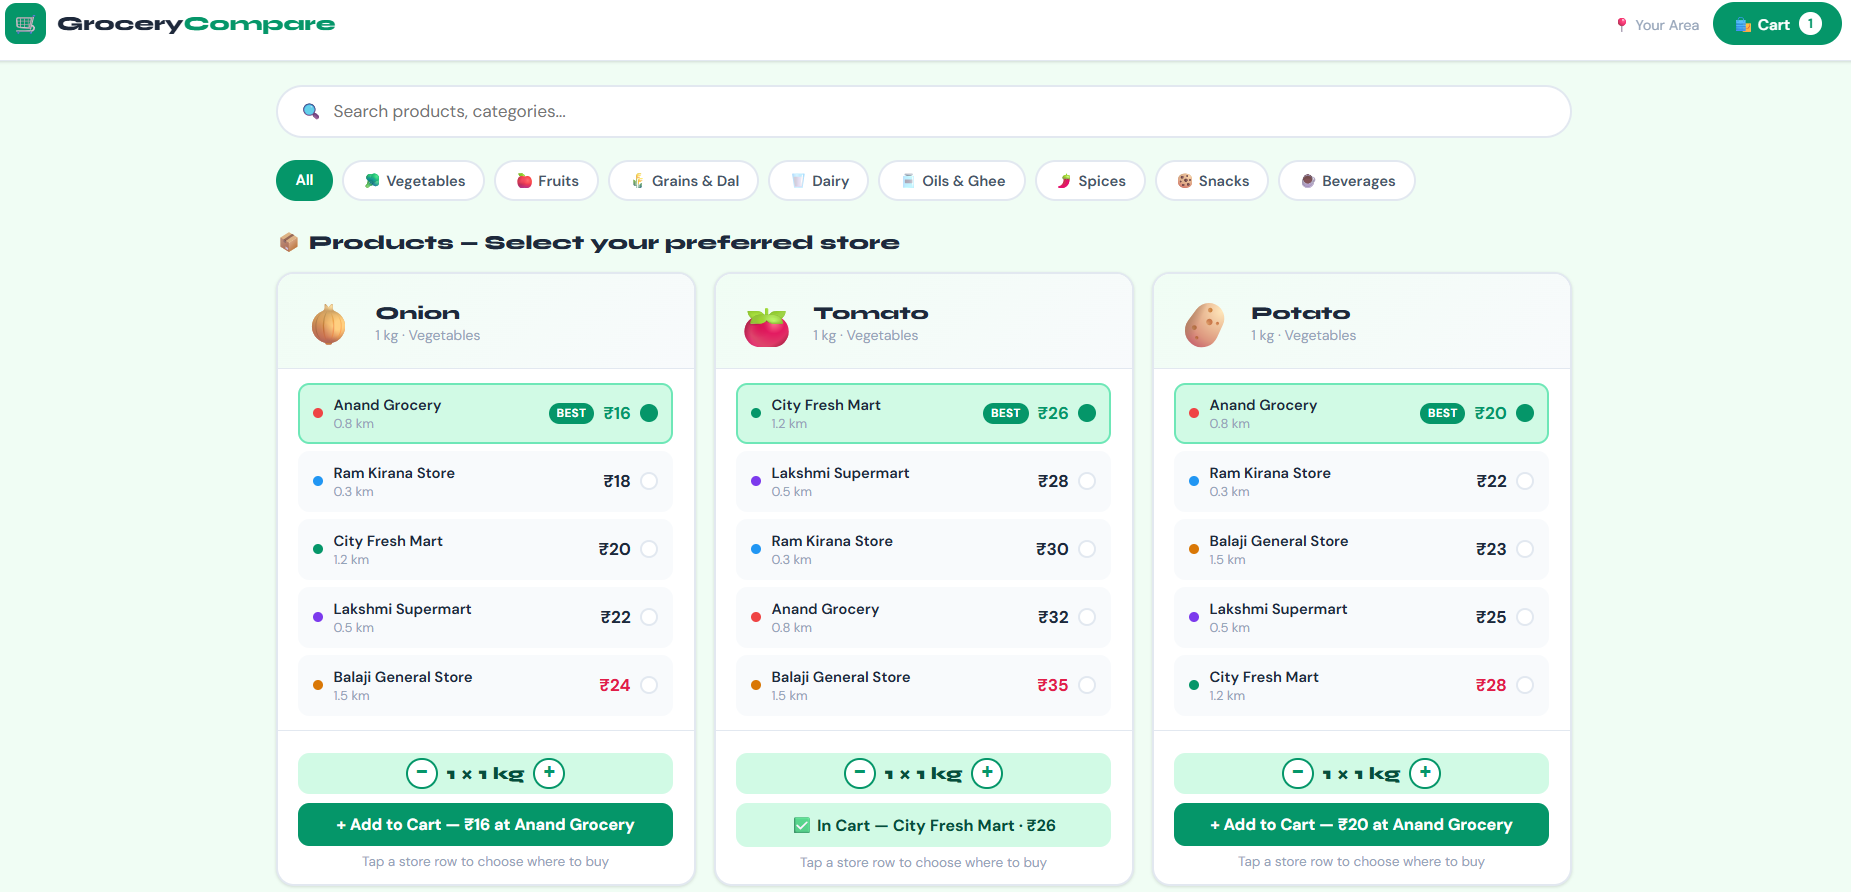 GroceryCompare
Your Area
Cart 1
Search products, categories...
All
Vegetables
Fruits
Grains & Dal
Dairy
Oils & Ghee
Spices
Snacks
Beverages
Products – Select your preferred store
Onion
1 kg · Vegetables
Anand Grocery
0.8 km
BEST ₹16
Ram Kirana Store
0.3 km
₹18
City Fresh Mart
1.2 km
₹20
Lakshmi Supermart
0.5 km
₹22
Balaji General Store
1.5 km
₹24
− 1 × 1 kg +
+ Add to Cart — ₹16 at Anand Grocery
Tap a store row to choose where to buy
Tomato
1 kg · Vegetables
City Fresh Mart
1.2 km
BEST ₹26
Lakshmi Supermart
0.5 km
₹28
Ram Kirana Store
0.3 km
₹30
Anand Grocery
0.8 km
₹32
Balaji General Store
1.5 km
₹35
− 1 × 1 kg +
✅ In Cart — City Fresh Mart · ₹26
Tap a store row to choose where to buy
Potato
1 kg · Vegetables
Anand Grocery
0.8 km
BEST ₹20
Ram Kirana Store
0.3 km
₹22
Balaji General Store
1.5 km
₹23
Lakshmi Supermart
0.5 km
₹25
City Fresh Mart
1.2 km
₹28
− 1 × 1 kg +
+ Add to Cart — ₹20 at Anand Grocery
Tap a store row to choose where to buy